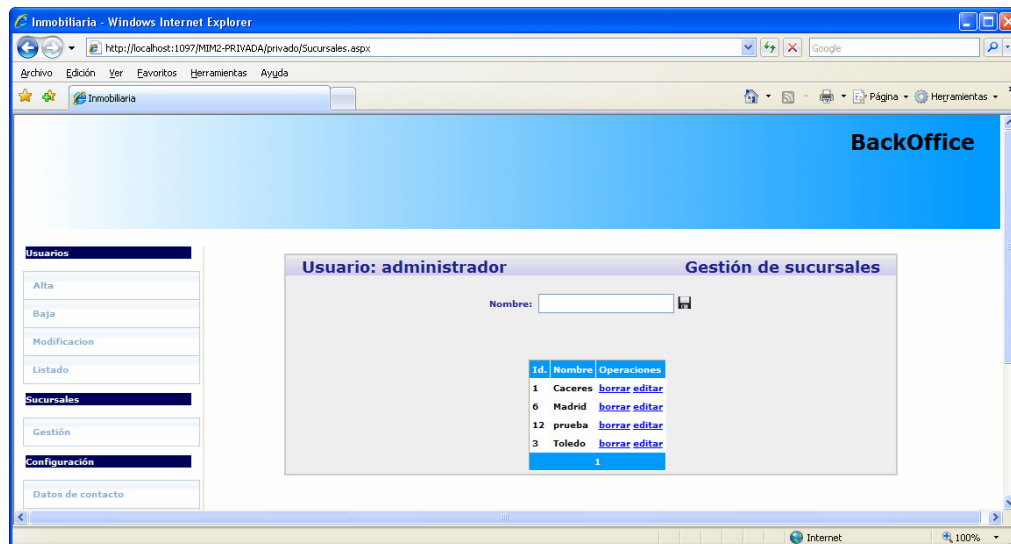 Inmobiliaria - Windows Internet Explorer
http://localhost:1097/MIM2-PRIVADA/privado/Sucursales.aspx
Google
Archivo Edición Ver Favoritos Herramientas Ayuda
Inmobiliaria
Página Herramientas
BackOffice
Usuarios
Alta
Baja
Modificacion
Listado
Sucursales
Gestión
Configuración
Datos de contacto
Usuario: administrador Gestión de sucursales
Nombre:
Id. Nombre Operaciones
1 Caceres borrar editar
6 Madrid borrar editar
12 prueba borrar editar
3 Toledo borrar editar
1
Internet 100%